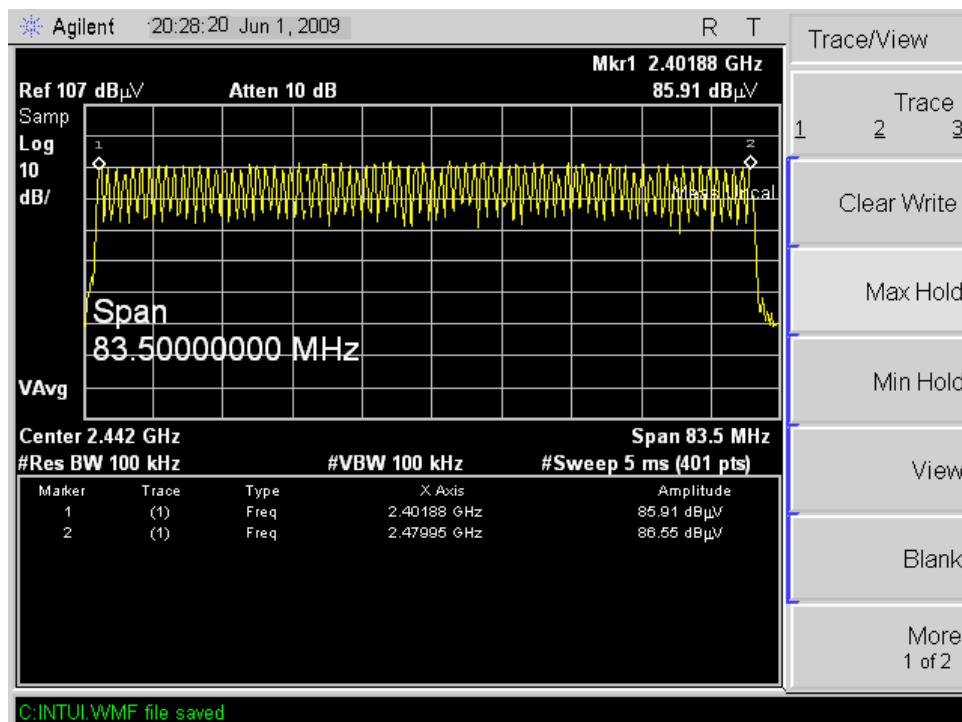 Agilent 20:28:20 Jun 1, 2009 R T
Mkr1 2.40188 GHz
Ref 107 dBµV Atten 10 dB 85.91 dBµV
Samp
Log
10
dB/
1
2
Meas Uncal
Span
83.50000000 MHz
VAvg
Center 2.442 GHz Span 83.5 MHz
#Res BW 100 kHz #VBW 100 kHz #Sweep 5 ms (401 pts)
Marker Trace Type X Axis Amplitude
1 (1) Freq 2.40188 GHz 85.91 dBµV
2 (1) Freq 2.47995 GHz 86.55 dBµV
C:INTUI.WMF file saved
Trace/View
Trace
1 2 3
Clear Write
Max Hold
Min Hold
View
Blank
More
1 of 2